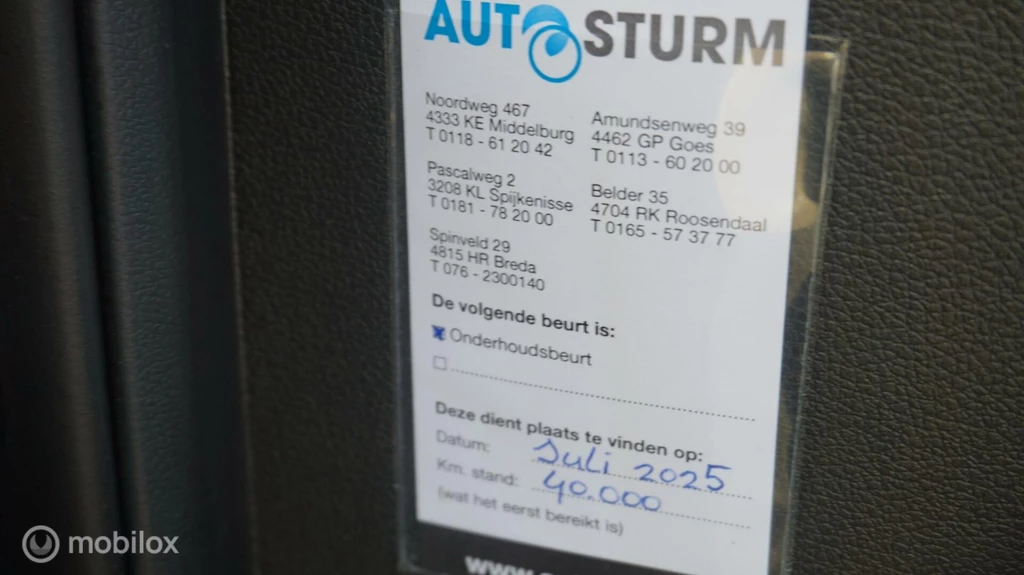 AUTOSTURM
Noordweg 467
4333 KE Middelburg
T 0118 - 61 20 42
Amundsenweg 39
4462 GP Goes
T 0113 - 60 20 00
Pascalweg 2
3208 KL Spijkenisse
T 0181 - 78 20 00
Belder 35
4704 RK Roosendaal
T 0165 - 57 37 77
Spinveld 29
4815 HR Breda
T 076 - 2300140
De volgende beurt is:
Onderhoudsbeurt
Deze dient plaats te vinden op:
Datum: Juli 2025
Km. stand: 40.000
(wat het eerst bereikt is)
mobilox